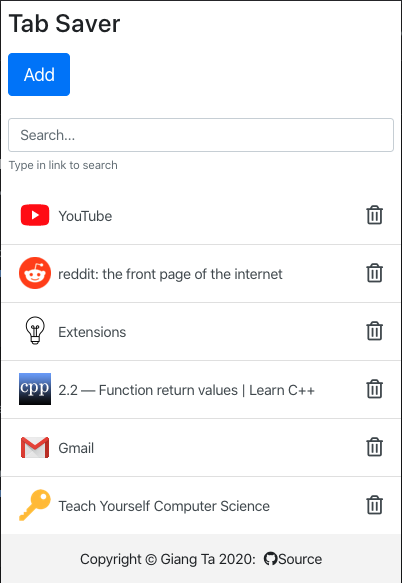 Tab Saver
Add
Search...
Type in link to search
YouTube
reddit: the front page of the internet
Extensions
cpp 2.2 — Function return values | Learn C++
Gmail
Teach Yourself Computer Science
Copyright © Giang Ta 2020: Source